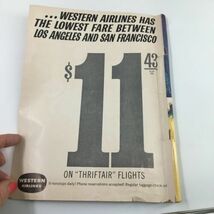 ... WESTERN AIRLINES HAS
THE LOWEST FARE BETWEEN
LOS ANGELES AND SAN FRANCISCO
$11 43
ON "THRIFTAIR" FLIGHTS
WESTERN
AIRLINES